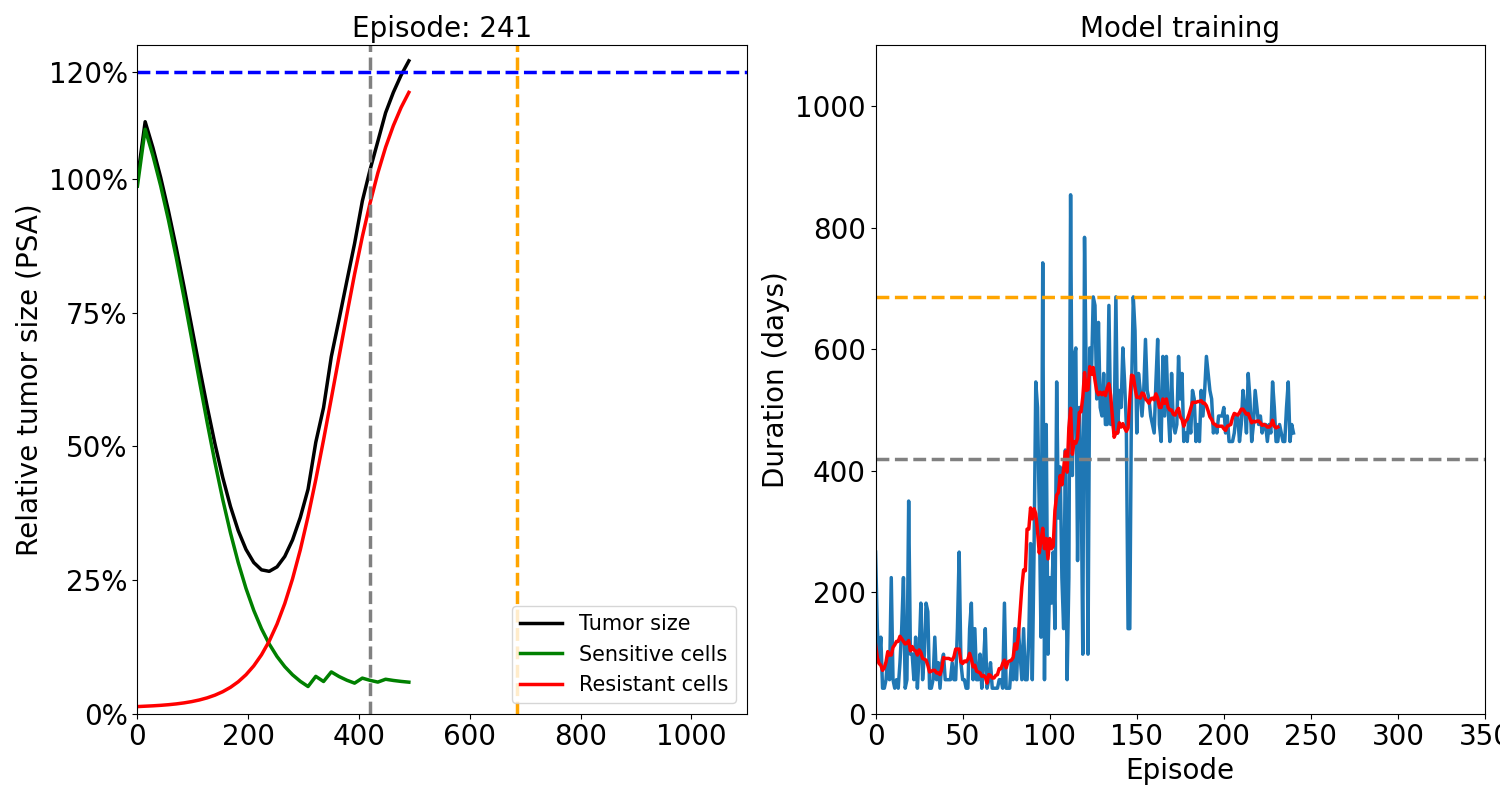 Episode: 241
Relative tumor size (PSA)
120%
100%
75%
50%
25%
0%
0 200 400 600 800 1000
Tumor size
Sensitive cells
Resistant cells
Model training
Duration (days)
1000
800
600
400
200
0
0 50 100 150 200 250 300 350
Episode